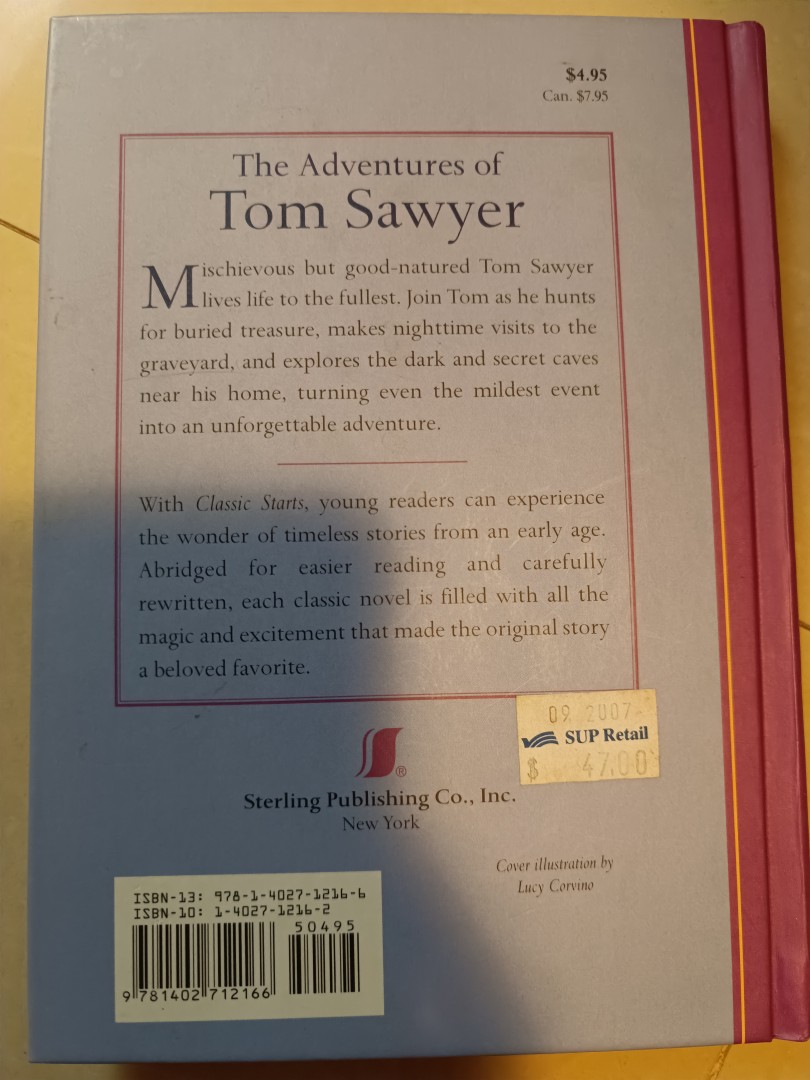 $4.95
Can. $7.95
The Adventures of
Tom Sawyer
Mischievous but good-natured Tom Sawyer
lives life to the fullest. Join Tom as he hunts
for buried treasure, makes nighttime visits to the
graveyard, and explores the dark and secret caves
near his home, turning even the mildest event
into an unforgettable adventure.
With Classic Starts, young readers can experience
the wonder of timeless stories from an early age.
Abridged for easier reading and carefully
rewritten, each classic novel is filled with all the
magic and excitement that made the original story
a beloved favorite.
09 2007
SUP Retail
$ 47.00
®
Sterling Publishing Co., Inc.
New York
Cover illustration by
Lucy Corvino
ISBN-13: 978-1-4027-1216-6
ISBN-10: 1-4027-1216-2
50495
9 781402 712166